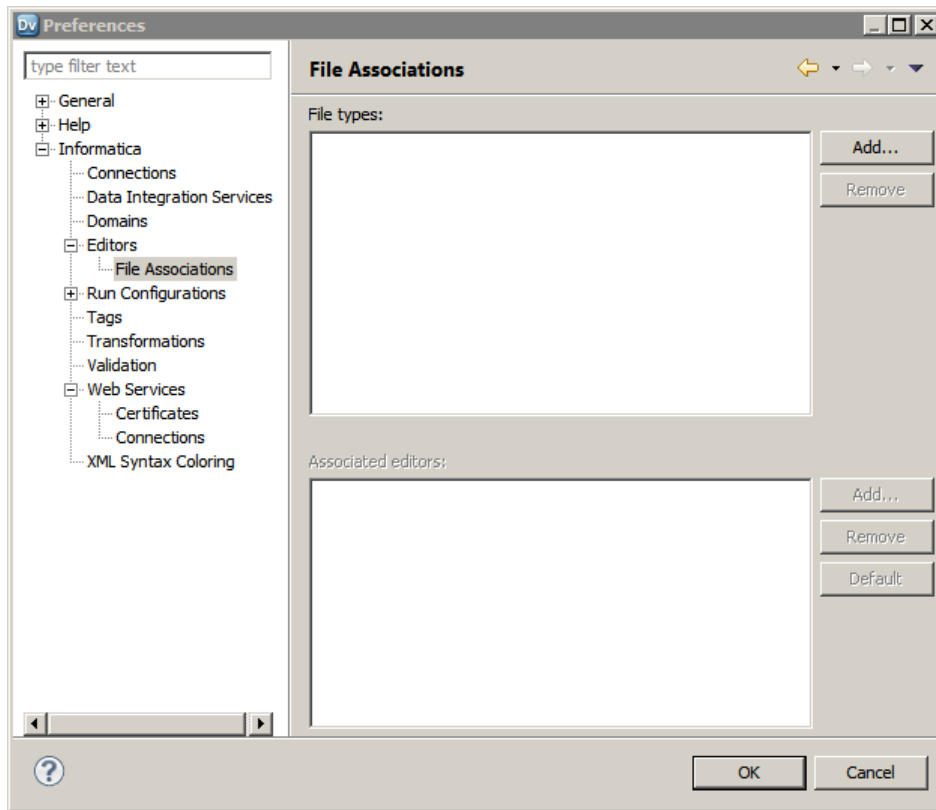 Dv Preferences
type filter text
General
Help
Informatica
Connections
Data Integration Services
Domains
Editors
File Associations
Run Configurations
Tags
Transformations
Validation
Web Services
Certificates
Connections
XML Syntax Coloring
File Associations
File types:
Add...
Remove
Associated editors:
Add...
Remove
Default
?
OK
Cancel